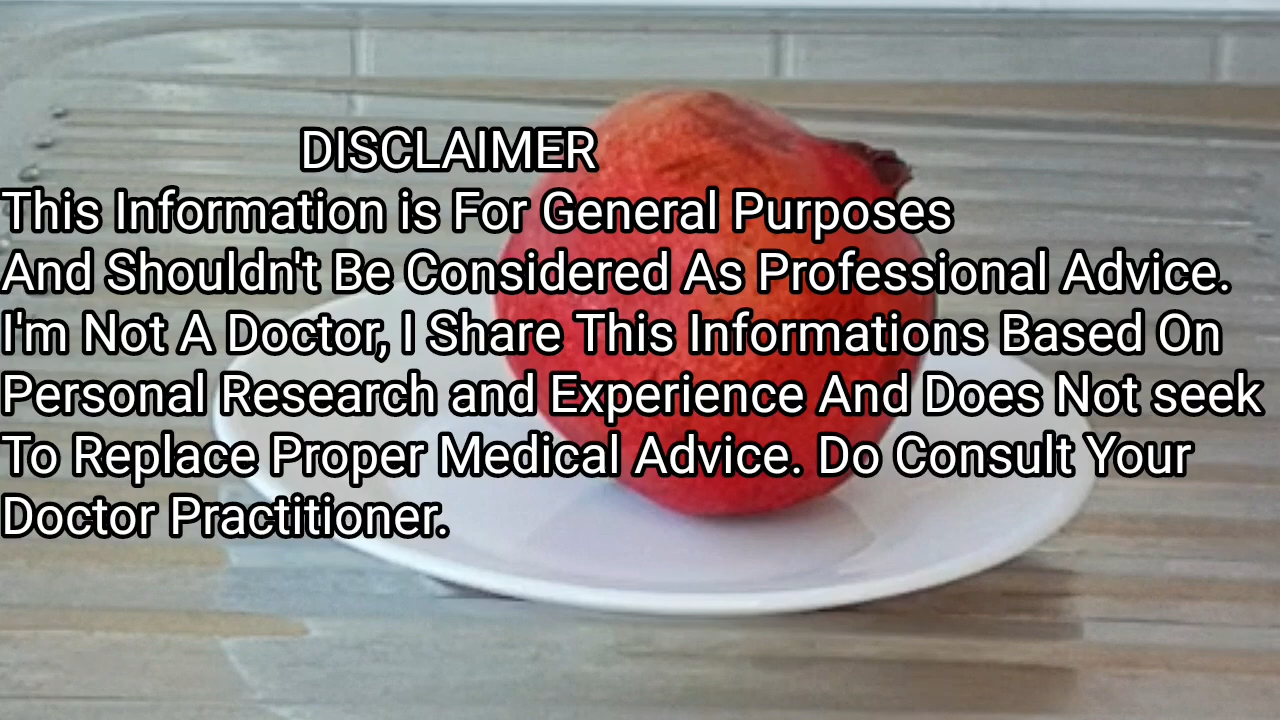 DISCLAIMER
This Information is For General Purposes
And Shouldn't Be Considered As Professional Advice.
I'm Not A Doctor, I Share This Informations Based On
Personal Research and Experience And Does Not seek
To Replace Proper Medical Advice. Do Consult Your
Doctor Practitioner.